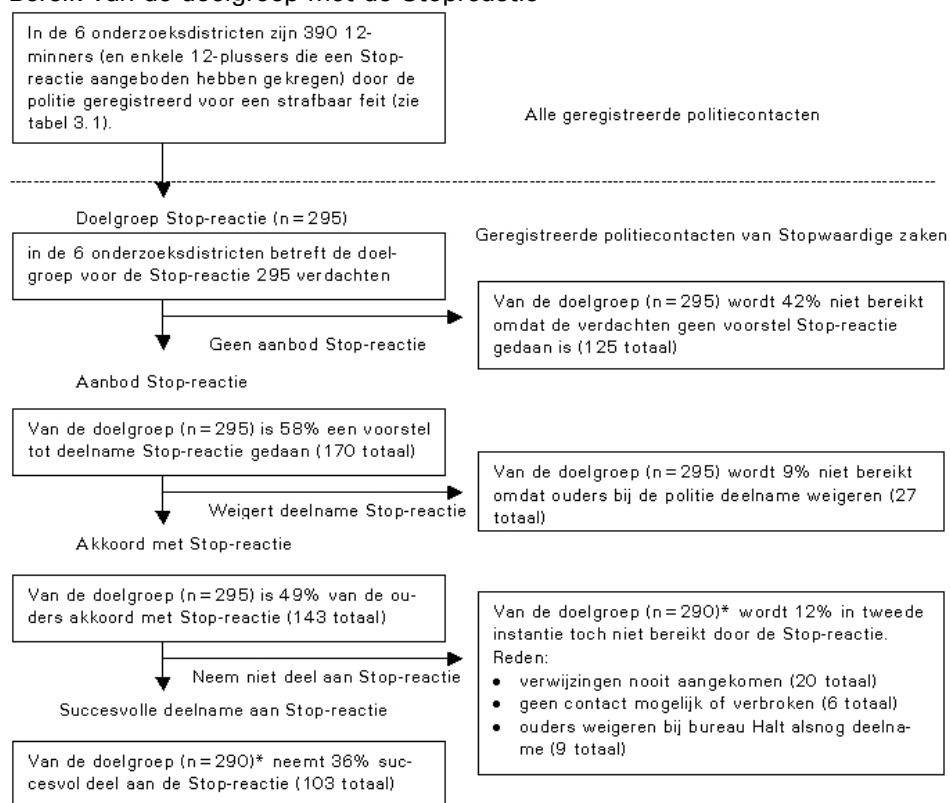 Bereik van de doelgroep met de Stopreactie
In de 6 onderzoeksdistricten zijn 390 12-
minners (en enkele 12-plussers die een Stop-
reactie aangeboden hebben gekregen) door de
politie geregistreerd voor een strafbaar feit (zie
tabel 3.1).
Alle geregistreerde politiecontacten
Doelgroep Stop-reactie (n=295)
Geregistreerde politiecontacten van Stopwaardige zaken
in de 6 onderzoeksdistricten betreft de doel-
groep voor de Stop-reactie 295 verdachten
Geen aanbod Stop-reactie
Van de doelgroep (n=295) wordt 42% niet bereikt
omdat de verdachten geen voorstel Stop-reactie
gedaan is (125 totaal)
Aanbod Stop-reactie
Van de doelgroep (n=295) is 58% een voorstel
tot deelname Stop-reactie gedaan (170 totaal)
Weigert deelname Stop-reactie
Van de doelgroep (n=295) wordt 9% niet bereikt
omdat ouders bij de politie deelname weigeren (27
totaal)
Akkoord met Stop-reactie
Van de doelgroep (n=295) is 49% van de ou-
ders akkoord met Stop-reactie (143 totaal)
Neem niet deel aan Stop-reactie
Van de doelgroep (n=290)* wordt 12% in tweede
instantie toch niet bereikt door de Stop-reactie.
Reden:
• verwijzingen nooit aangekomen (20 totaal)
• geen contact mogelijk of verbroken (6 totaal)
• ouders weigeren bij bureau Halt alsnog deelna-
me (9 totaal)
Succesvolle deelname aan Stop-reactie
Van de doelgroep (n=290)* neemt 36% suc-
cesvol deel aan de Stop-reactie (103 totaal)